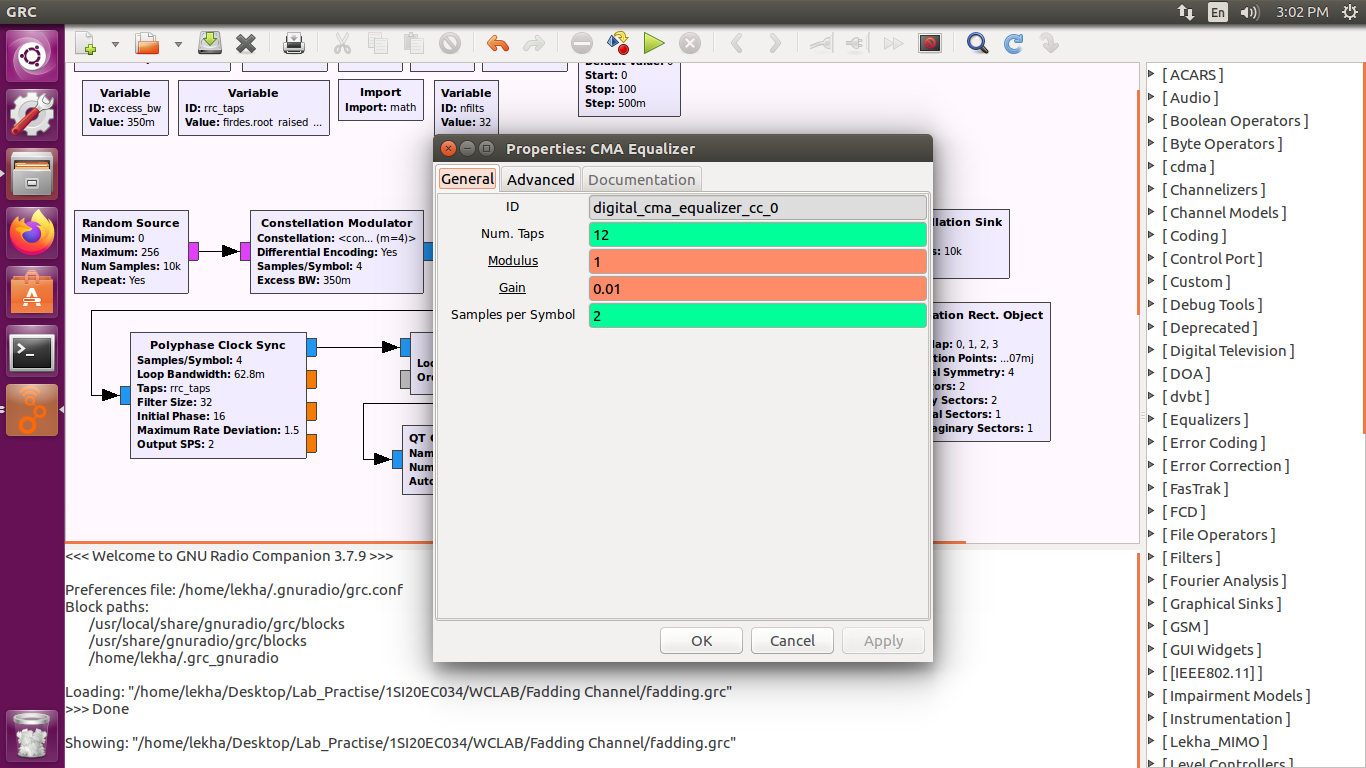 GRC
En
3:02 PM
Start: 0
Stop: 100
Step: 500m
Variable
ID: excess_bw
Value: 350m
Variable
ID: rrc_taps
Value: firdes.root_raised_...
Import
Import: math
Variable
ID: nfilts
Value: 32
Properties: CMA Equalizer
General
Advanced
Documentation
ID
digital_cma_equalizer_cc_0
Num. Taps
12
Modulus
1
Gain
0.01
Samples per Symbol
2
OK
Cancel
Apply
Random Source
Minimum: 0
Maximum: 256
Num Samples: 10k
Repeat: Yes
Constellation Modulator
Constellation: <con... (m=4)>
Differential Encoding: Yes
Samples/Symbol: 4
Excess BW: 350m
Polyphase Clock Sync
Samples/Symbol: 4
Loop Bandwidth: 62.8m
Taps: rrc_taps
Filter Size: 32
Initial Phase: 16
Maximum Rate Deviation: 1.5
Output SPS: 2
Loo
Ord
QT
Nam
Num
Auto
llation Sink
s: 10k
ation Rect. Object
lap: 0, 1, 2, 3
tion Points: ...07mj
al Symmetry: 4
tors: 2
y Sectors: 2
al Sectors: 1
aginary Sectors: 1
<<< Welcome to GNU Radio Companion 3.7.9 >>>
Preferences file: /home/lekha/.gnuradio/grc.conf
Block paths:
/usr/local/share/gnuradio/grc/blocks
/usr/share/gnuradio/grc/blocks
/home/lekha/.grc_gnuradio
Loading: "/home/lekha/Desktop/Lab_Practise/1SI20EC034/WCLAB/Fadding Channel/fadding.grc"
>>> Done
Showing: "/home/lekha/Desktop/Lab_Practise/1SI20EC034/WCLAB/Fadding Channel/fadding.grc"
[ ACARS ]
[ Audio ]
[ Boolean Operators ]
[ Byte Operators ]
[ cdma ]
[ Channelizers ]
[ Channel Models ]
[ Coding ]
[ Control Port ]
[ Custom ]
[ Debug Tools ]
[ Deprecated ]
[ Digital Television ]
[ DOA ]
[ dvbt ]
[ Equalizers ]
[ Error Coding ]
[ Error Correction ]
[ FasTrak ]
[ FCD ]
[ File Operators ]
[ Filters ]
[ Fourier Analysis ]
[ Graphical Sinks ]
[ GSM ]
[ GUI Widgets ]
[ [IEEE802.11] ]
[ Impairment Models ]
[ Instrumentation ]
[ Lekha_MIMO ]
[ Level Controllers ]